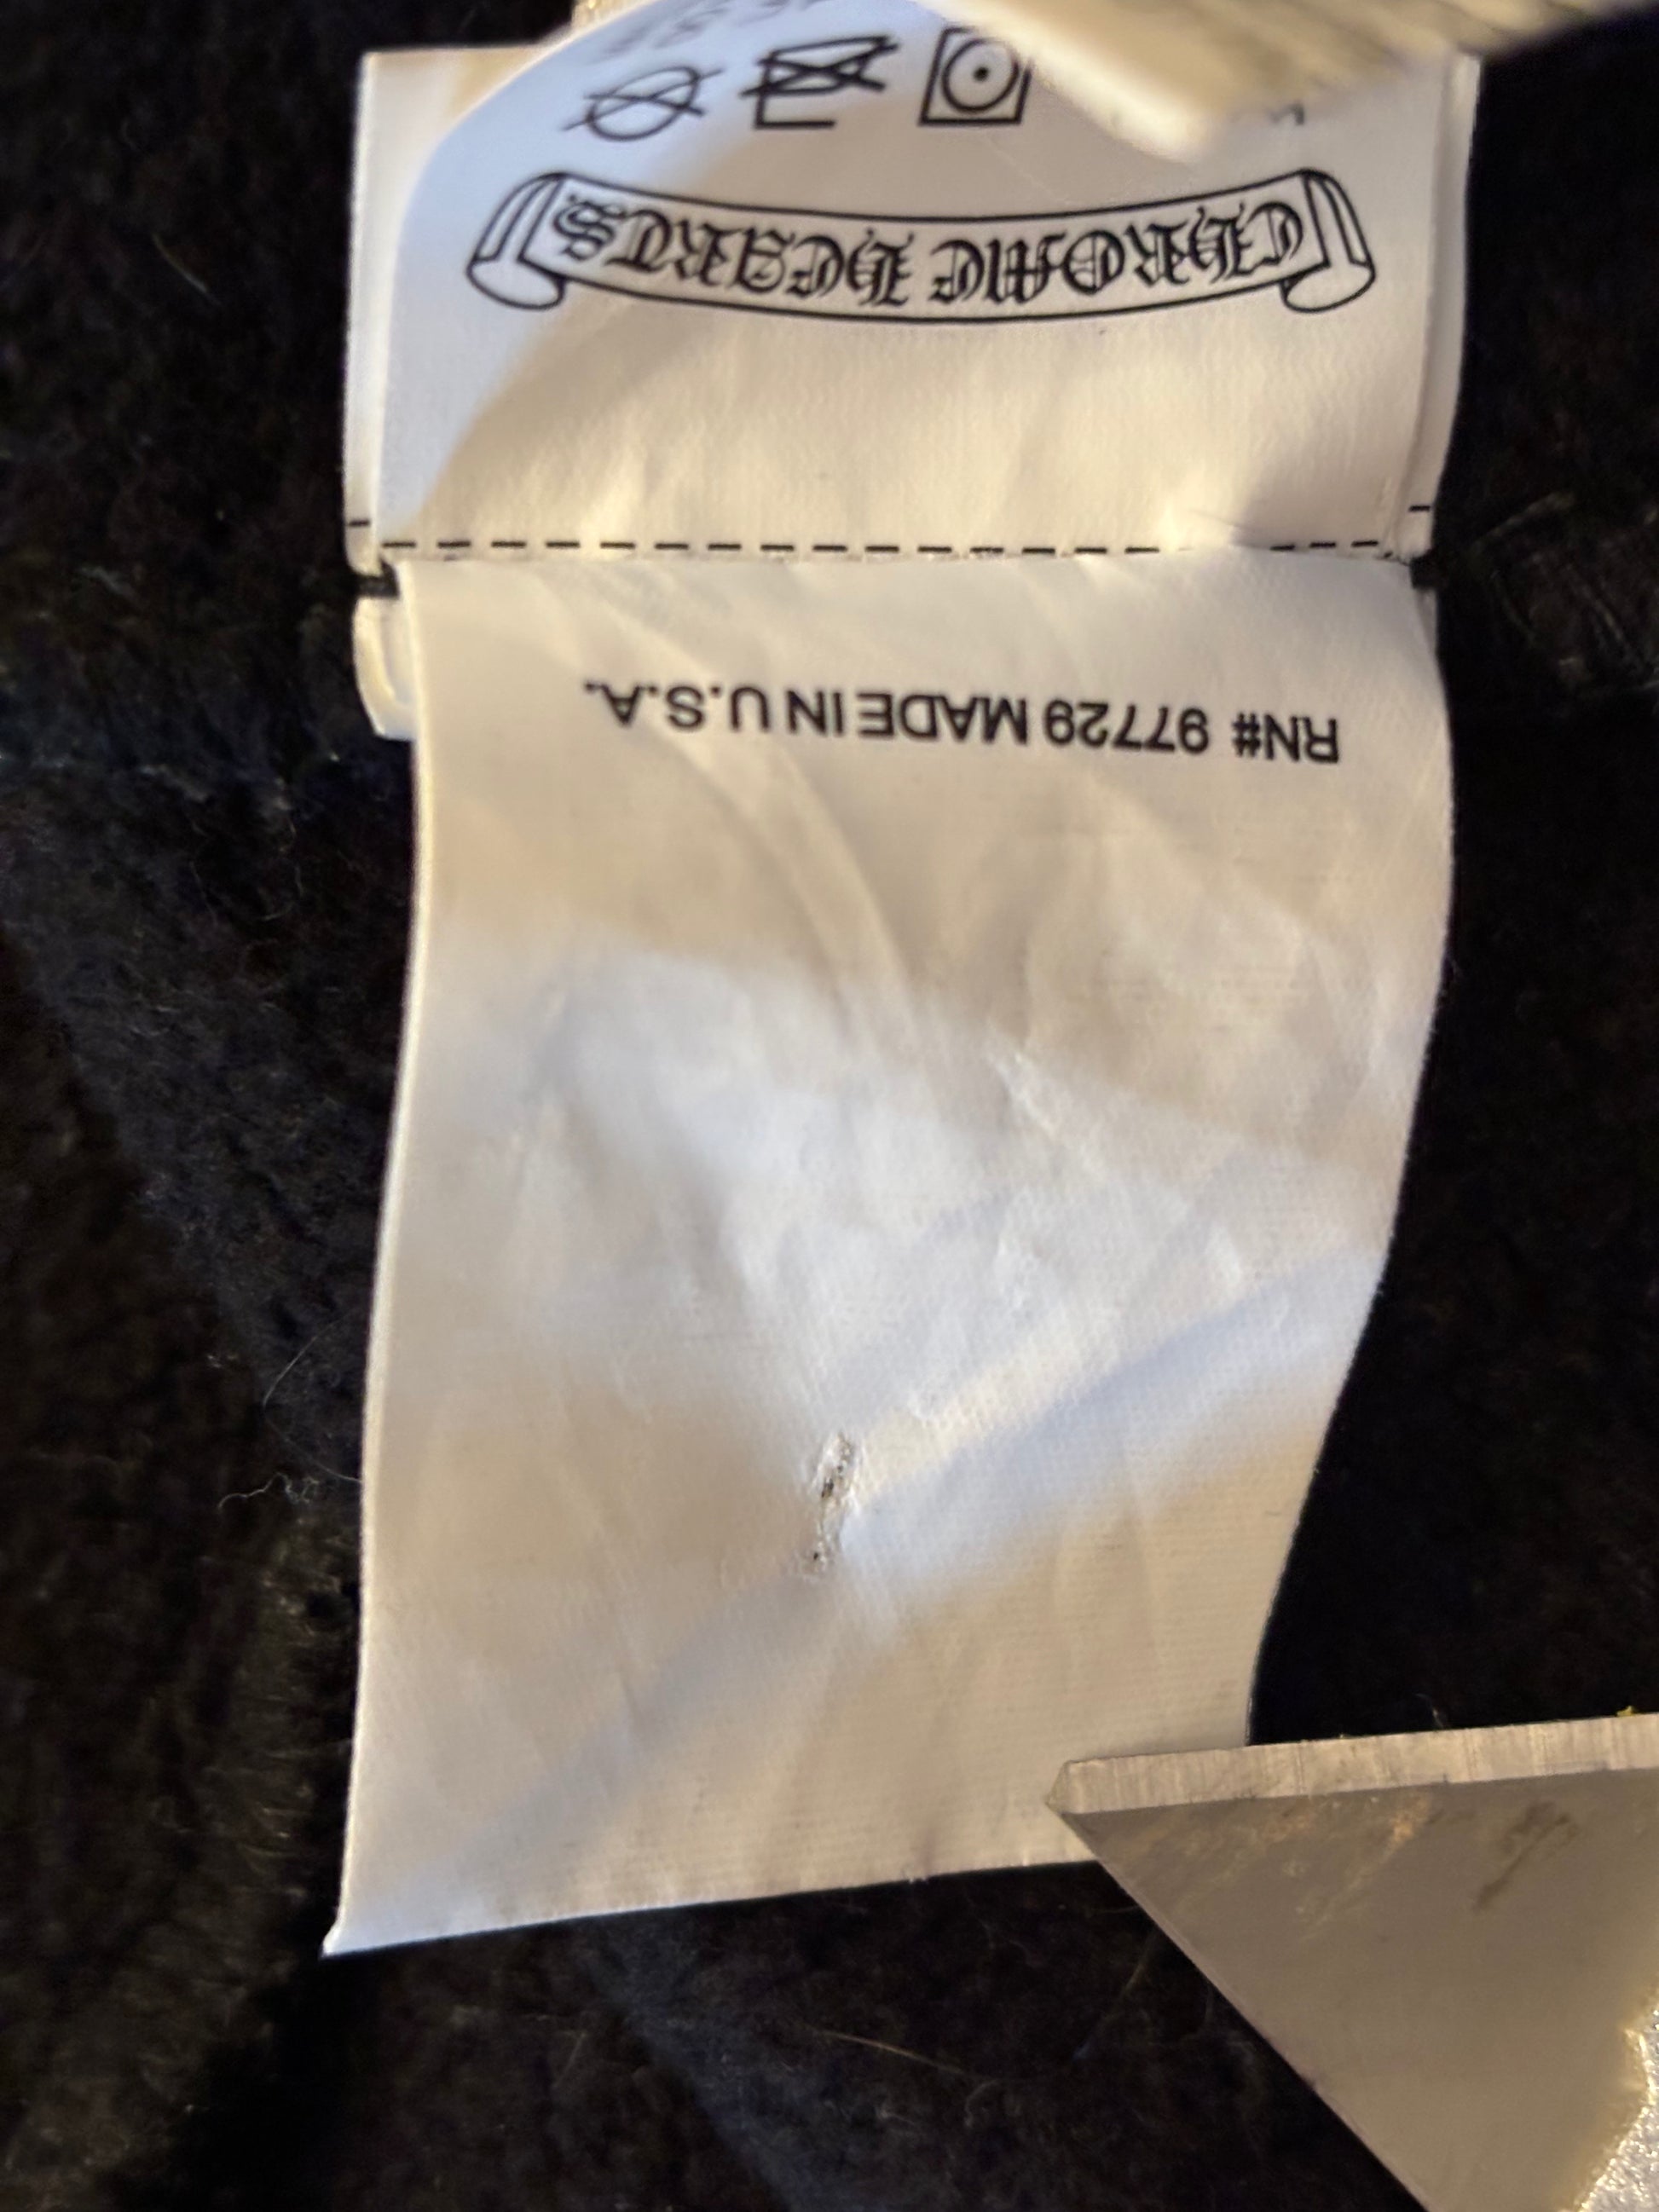 RN# 97729 MADE IN U.S.A.
CHROME HEARTS